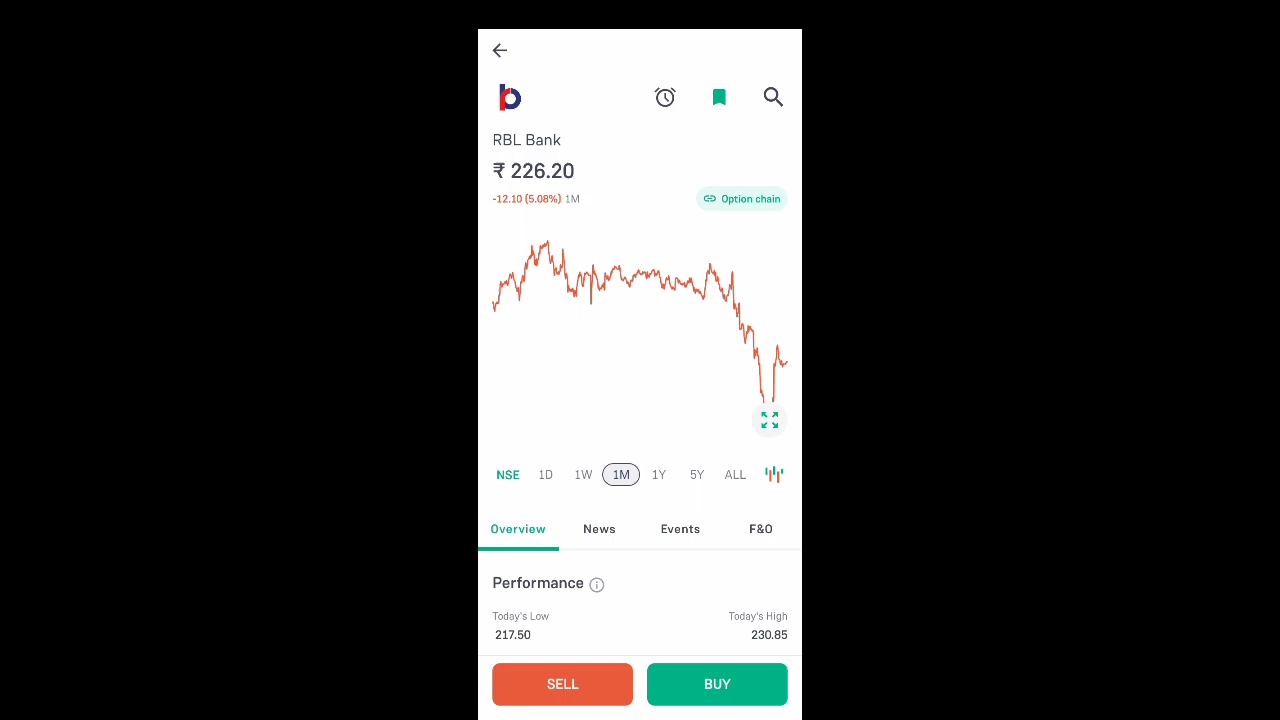 RBL Bank
₹ 226.20
-12.10 (5.08%) 1M
Option chain
NSE 1D 1W 1M 1Y 5Y ALL
Overview News Events F&O
Performance
Today's Low Today's High
217.50 230.85
SELL BUY